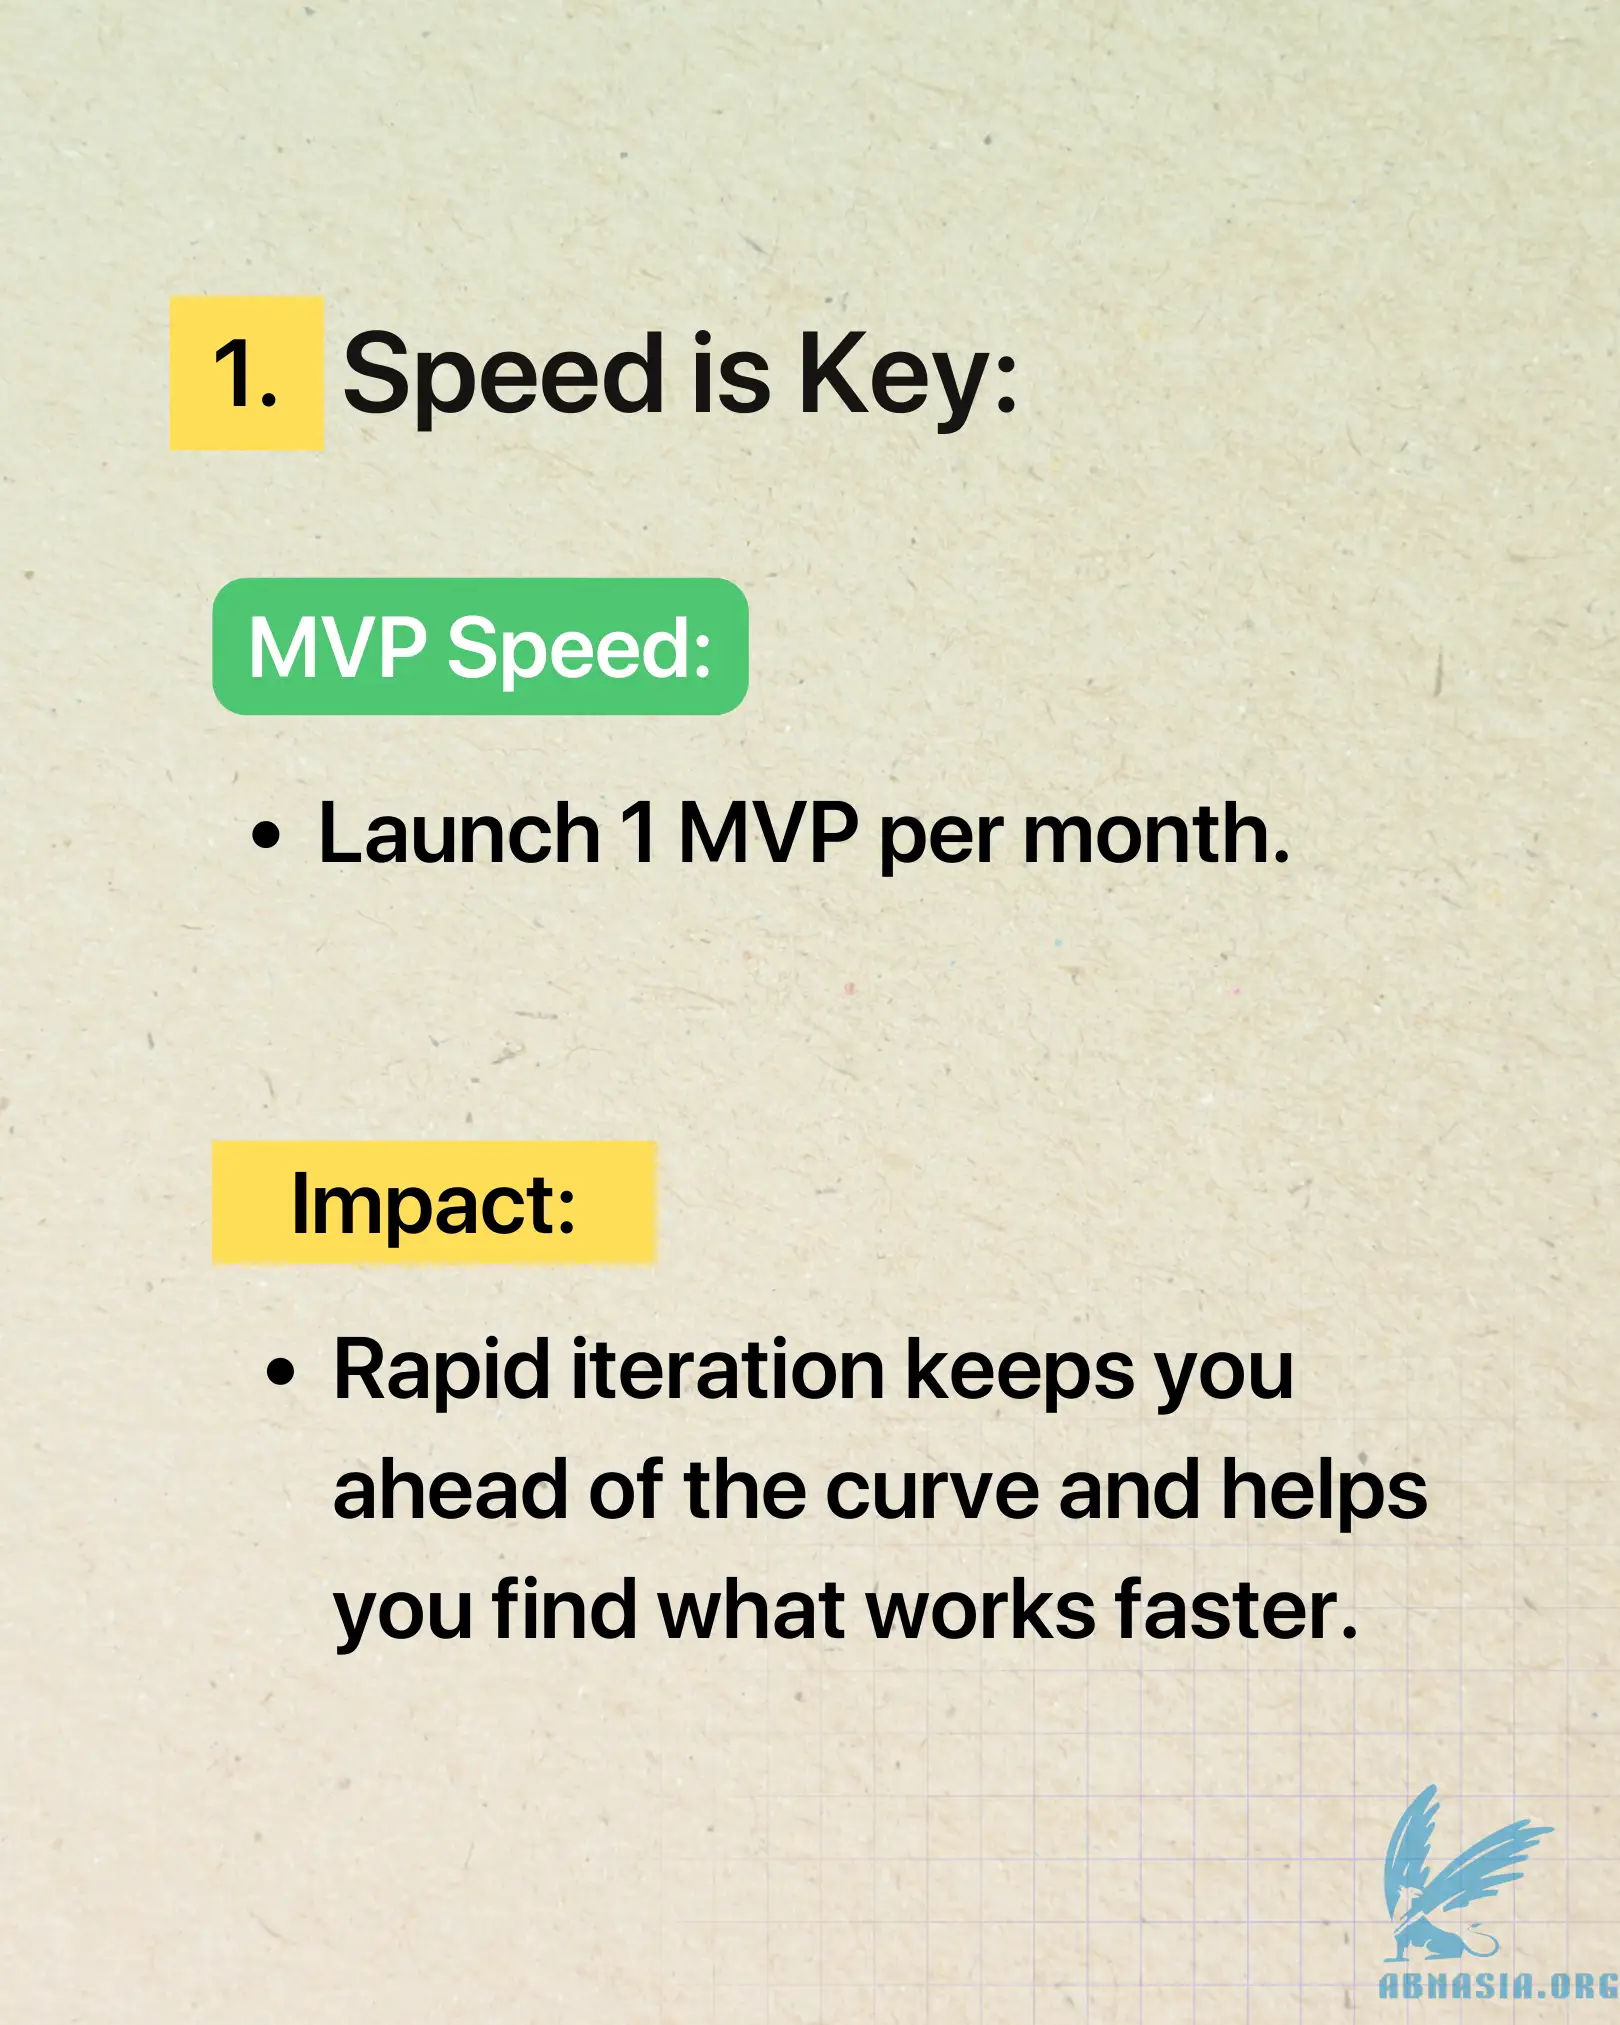 1. Speed is Key:
MVP Speed:
• Launch 1 MVP per month.
Impact:
• Rapid iteration keeps you
ahead of the curve and helps
you find what works faster.
ABNASIA.ORG